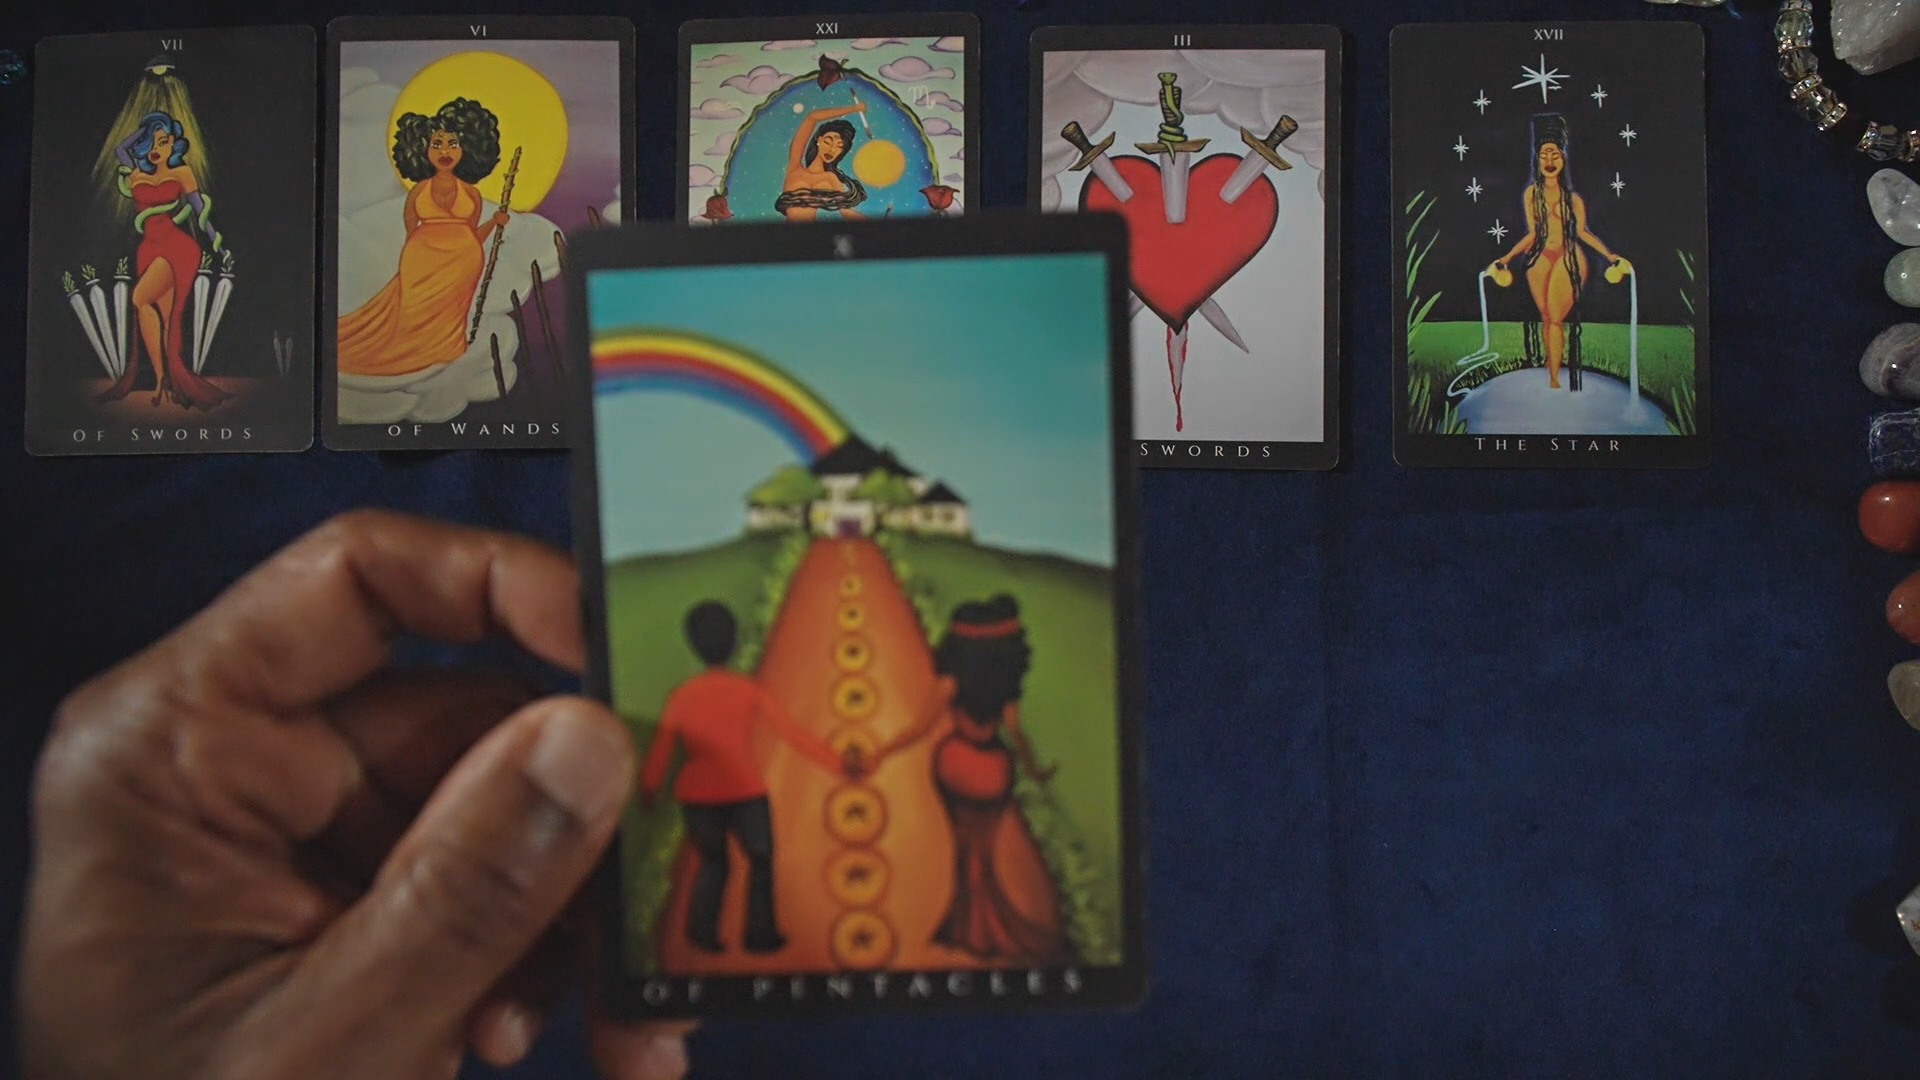 VII
OF SWORDS
VI
OF WANDS
XXI
III
SWORDS
XVII
THE STAR
X
OF PENTACLES